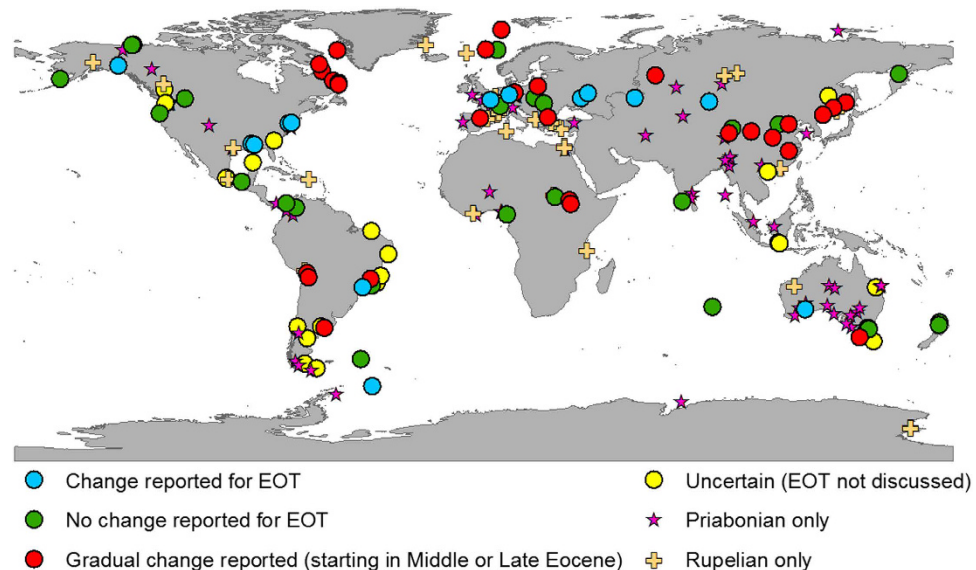 Change reported for EOT
Uncertain (EOT not discussed)
No change reported for EOT
Priabonian only
Gradual change reported (starting in Middle or Late Eocene)
Rupelian only